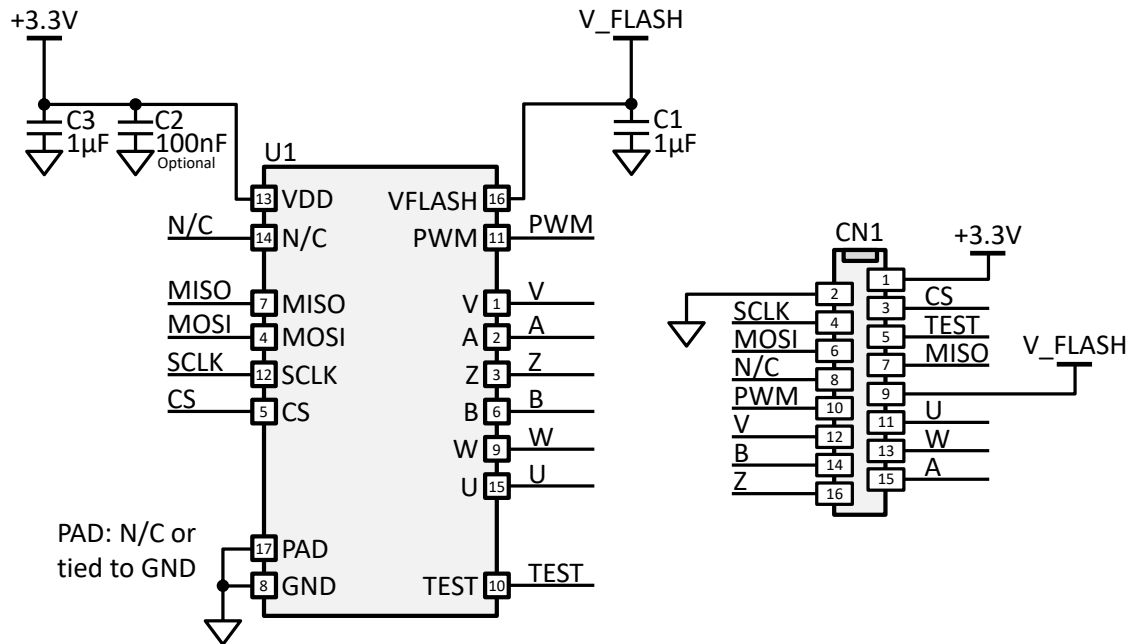 +3.3V
V_FLASH
C3
1µF
C2
100nF
Optional
C1
1µF
U1
13 VDD
VFLASH 16
N/C
14 N/C
PWM 11
PWM
MISO
7 MISO
V 1
V
MOSI
4 MOSI
A 2
A
SCLK
12 SCLK
Z 3
Z
CS
5 CS
B 6
B
W 9
W
U 15
U
PAD: N/C or
tied to GND
17 PAD
8 GND
TEST 10
TEST
CN1
+3.3V
1
2
3
CS
SCLK
4
5
TEST
MOSI
6
7
MISO
V_FLASH
N/C
8
9
PWM
10
11
U
V
12
13
W
B
14
15
A
Z
16